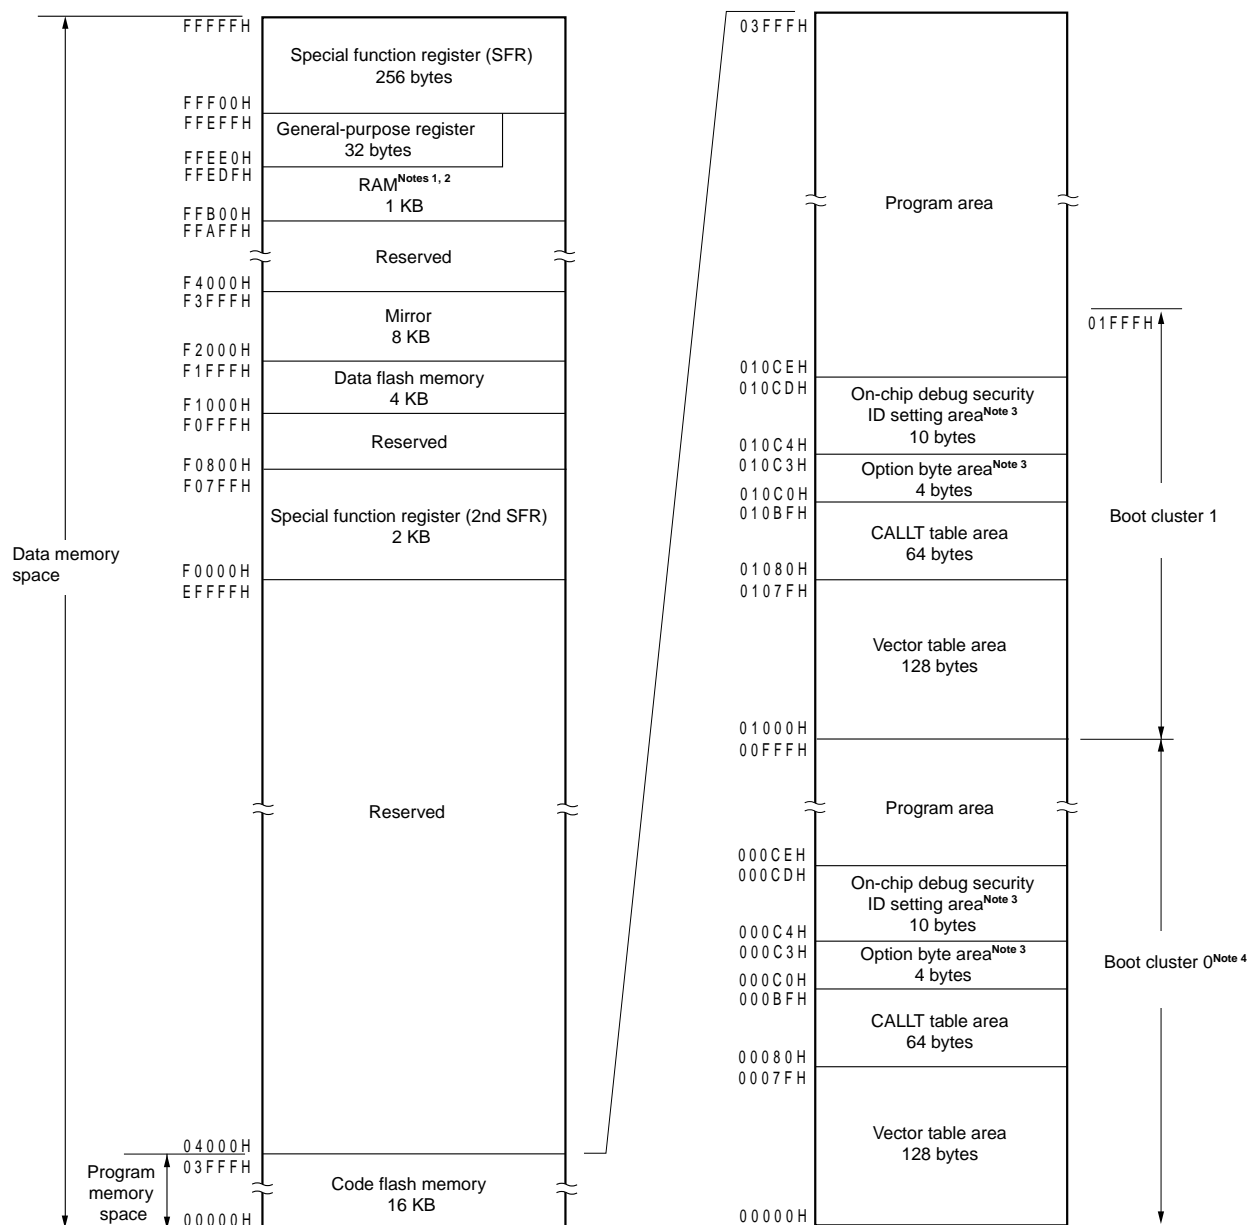 FFFFFH
Special function register (SFR)
256 bytes
FFF00H
FFEFFH
General-purpose register
32 bytes
FFEE0H
FFEDFH
RAMNotes 1, 2
1 KB
FFB00H
FFAFFH
Reserved
F4000H
F3FFFH
Mirror
8 KB
F2000H
F1FFFH
Data flash memory
4 KB
F1000H
F0FFFH
Reserved
F0800H
F07FFH
Special function register (2nd SFR)
2 KB
Data memory
space
F0000H
EFFFFH
Reserved
04000H
03FFFH
Program
memory
space
Code flash memory
16 KB
00000H
03FFFH
Program area
01FFFH
010CEH
010CDH
On-chip debug security
ID setting areaNote 3
10 bytes
010C4H
010C3H
Option byte areaNote 3
4 bytes
010C0H
010BFH
CALLT table area
64 bytes
Boot cluster 1
01080H
0107FH
Vector table area
128 bytes
01000H
00FFFH
Program area
000CEH
000CDH
On-chip debug security
ID setting areaNote 3
10 bytes
000C4H
000C3H
Option byte areaNote 3
4 bytes
Boot cluster 0Note 4
000C0H
000BFH
CALLT table area
64 bytes
00080H
0007FH
Vector table area
128 bytes
00000H